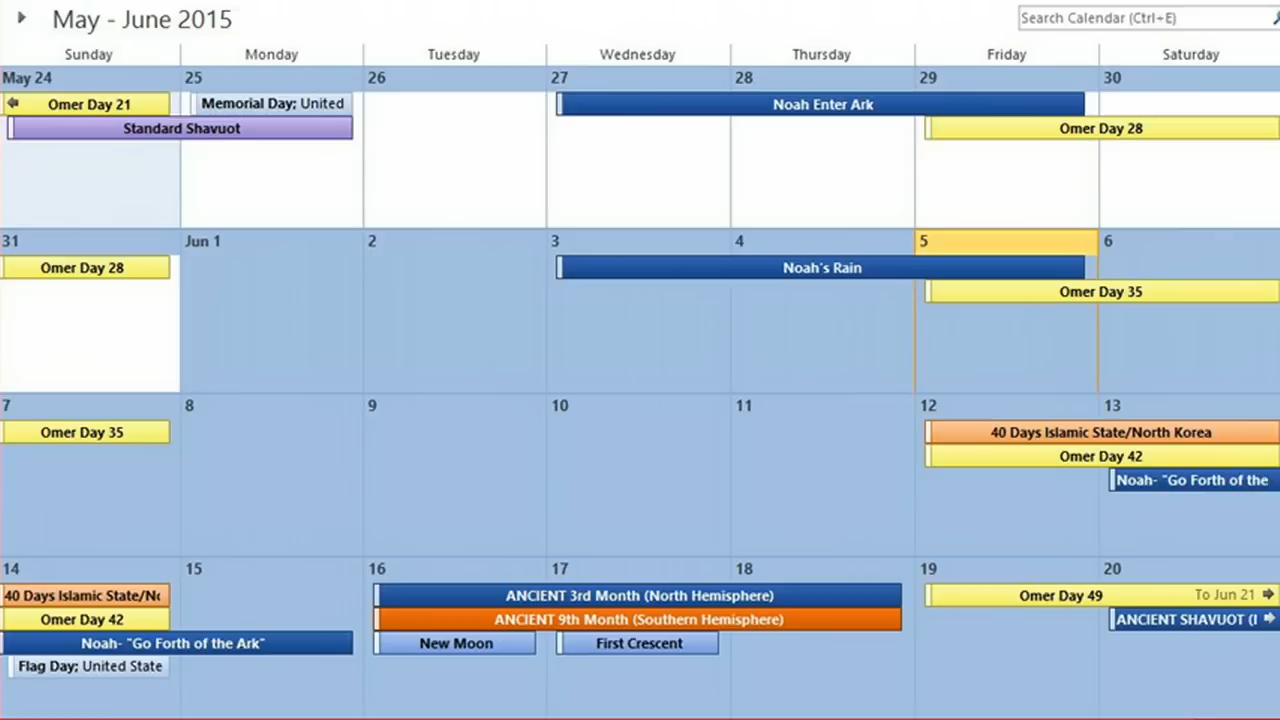 May - June 2015
Search Calendar (Ctrl+E)
Sunday Monday Tuesday Wednesday Thursday Friday Saturday
May 24 25 26 27 28 29 30
Omer Day 21 Memorial Day; United Noah Enter Ark
Standard Shavuot Omer Day 28
31 Jun 1 2 3 4 5 6
Omer Day 28 Noah's Rain
Omer Day 35
7 8 9 10 11 12 13
Omer Day 35 40 Days Islamic State/North Korea
Omer Day 42
Noah- "Go Forth of the
14 15 16 17 18 19 20
40 Days Islamic State/No ANCIENT 3rd Month (North Hemisphere) Omer Day 49 To Jun 21
Omer Day 42 ANCIENT 9th Month (Southern Hemisphere) ANCIENT SHAVUOT (I
Noah- "Go Forth of the Ark" New Moon First Crescent
Flag Day; United State